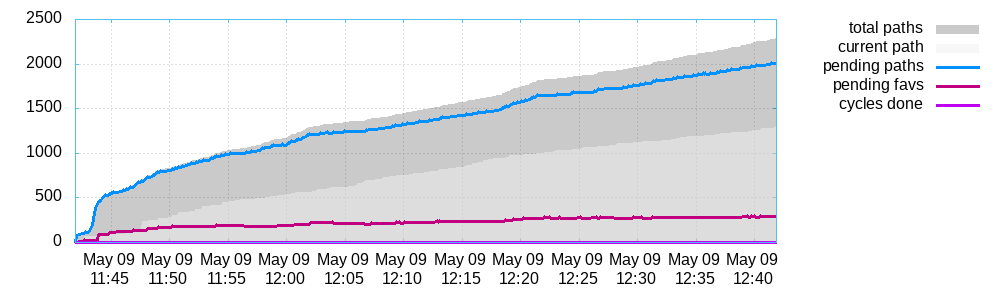 2500
2000
1500
1000
500
0
May 09 May 09 May 09 May 09 May 09 May 09 May 09 May 09 May 09 May 09 May 09 May 09
11:45 11:50 11:55 12:00 12:05 12:10 12:15 12:20 12:25 12:30 12:35 12:40
total paths
current path
pending paths
pending favs
cycles done